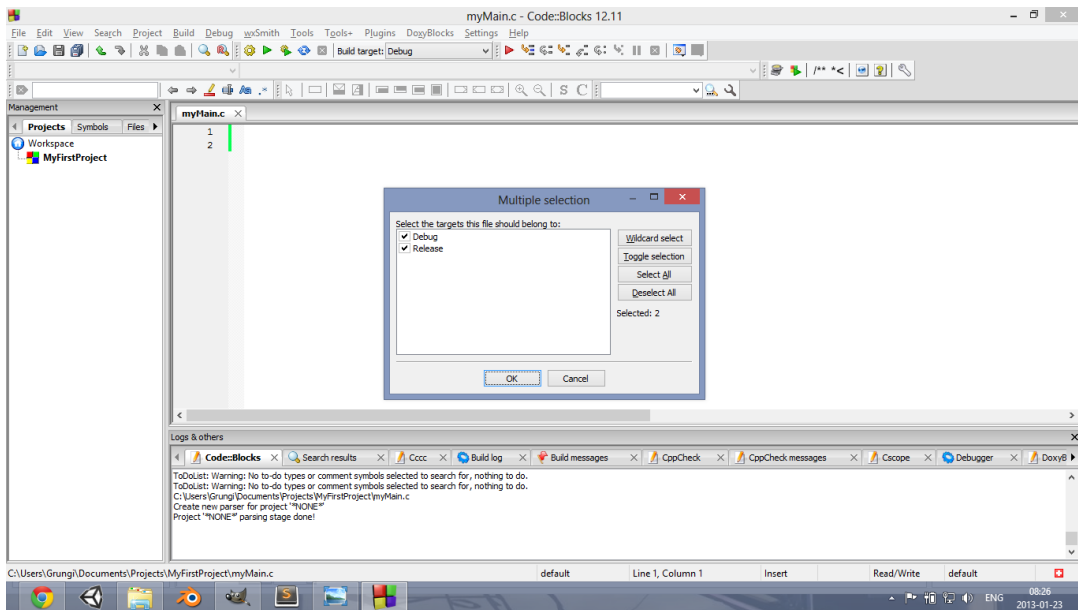 myMain.c - Code::Blocks 12.11
File Edit View Search Project Build Debug wxSmith Tools Tools+ Plugins DoxyBlocks Settings Help
Build target: Debug
/** *<
S C
Management
Projects Symbols Files
myMain.c
Workspace
MyFirstProject
1
2
Multiple selection
Select the targets this file should belong to:
Debug
Release
Wildcard select
Toggle selection
Select All
Deselect All
Selected: 2
OK Cancel
Logs & others
Code::Blocks Search results Cccc Build log Build messages CppCheck CppCheck messages Cscope Debugger DoxyB
ToDoList: Warning: No to-do types or comment symbols selected to search for, nothing to do.
ToDoList: Warning: No to-do types or comment symbols selected to search for, nothing to do.
C:\Users\Grungi\Documents\Projects\MyFirstProject\myMain.c
Create new parser for project '*NONE*'
Project '*NONE*' parsing stage done!
C:\Users\Grungi\Documents\Projects\MyFirstProject\myMain.c default Line 1, Column 1 Insert Read/Write default
ENG 08:26
2013-01-23